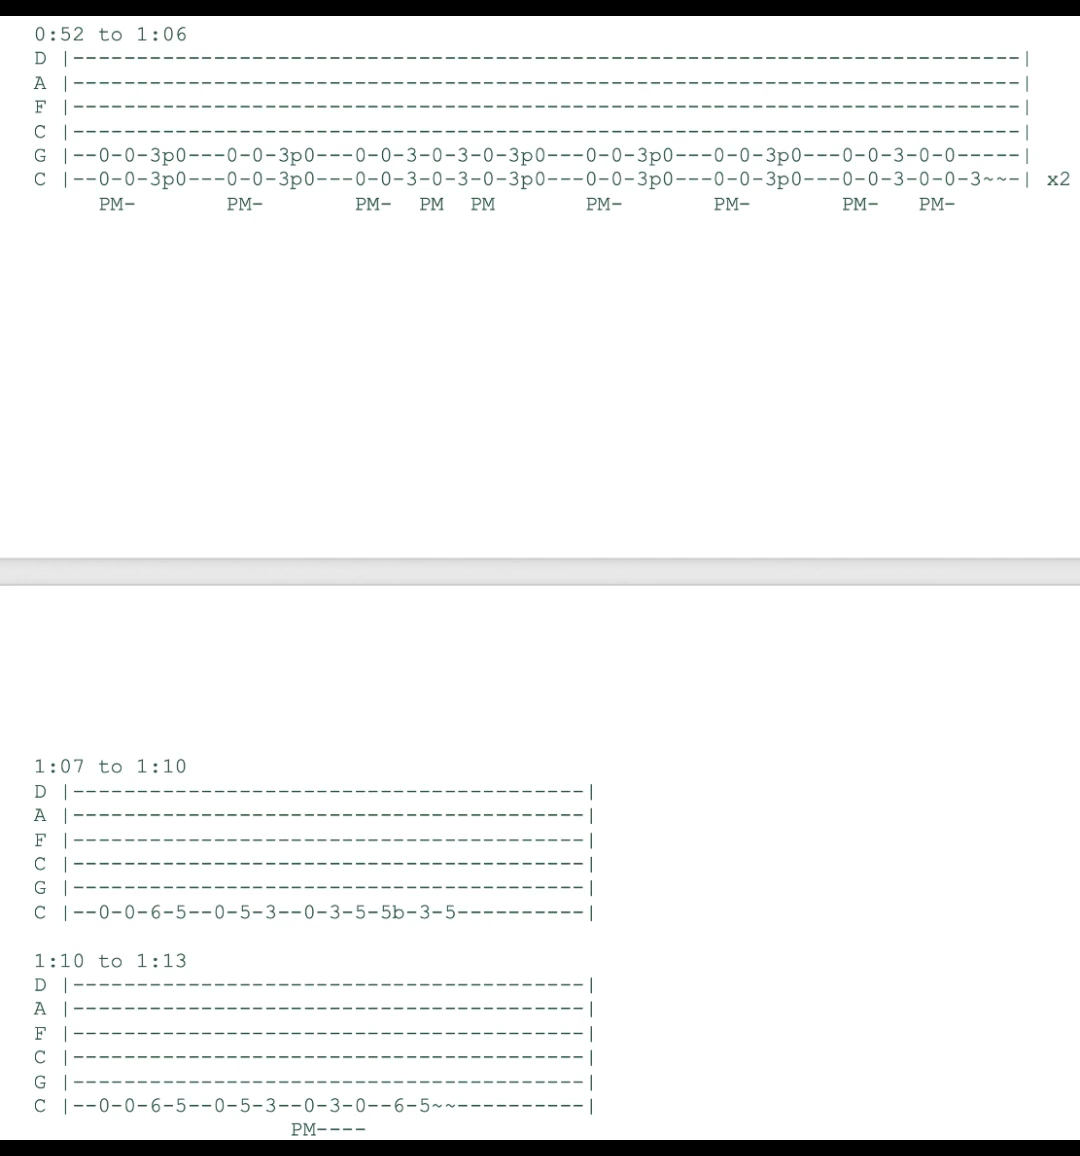 0:52 to 1:06
D |--------------------------------------------------------------------------|
A |--------------------------------------------------------------------------|
F |--------------------------------------------------------------------------|
C |--------------------------------------------------------------------------|
G |--0-0-3p0---0-0-3p0---0-0-3-0-3-0-3p0---0-0-3p0---0-0-3p0---0-0-3-0-0-----|
C |--0-0-3p0---0-0-3p0---0-0-3-0-3-0-3p0---0-0-3p0---0-0-3p0---0-0-3-0-0-3~~-| x2
     PM-       PM-       PM-  PM  PM       PM-       PM-       PM-   PM-
1:07 to 1:10
D |----------------------------------------|
A |----------------------------------------|
F |----------------------------------------|
C |----------------------------------------|
G |----------------------------------------|
C |--0-0-6-5--0-5-3--0-3-5-5b-3-5----------|
1:10 to 1:13
D |----------------------------------------|
A |----------------------------------------|
F |----------------------------------------|
C |----------------------------------------|
G |----------------------------------------|
C |--0-0-6-5--0-5-3--0-3-0--6-5~~----------|
                    PM----